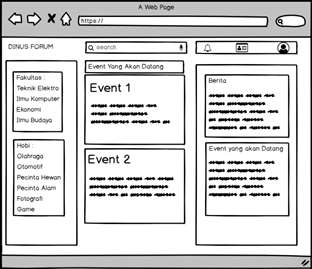 A Web Page
https://
DINUS FORUM
search
Fakultas :
Teknik Elektro
Ilmu Komputer
Ekonomi
Ilmu Budaya
Hobi :
Olahraga
Otomotif
Pecinta Hewan
Pecinta Alam
Fotografi
Game
Event Yang Akan Datang
Event 1
Event 2
Berita
Event yang akan Datang